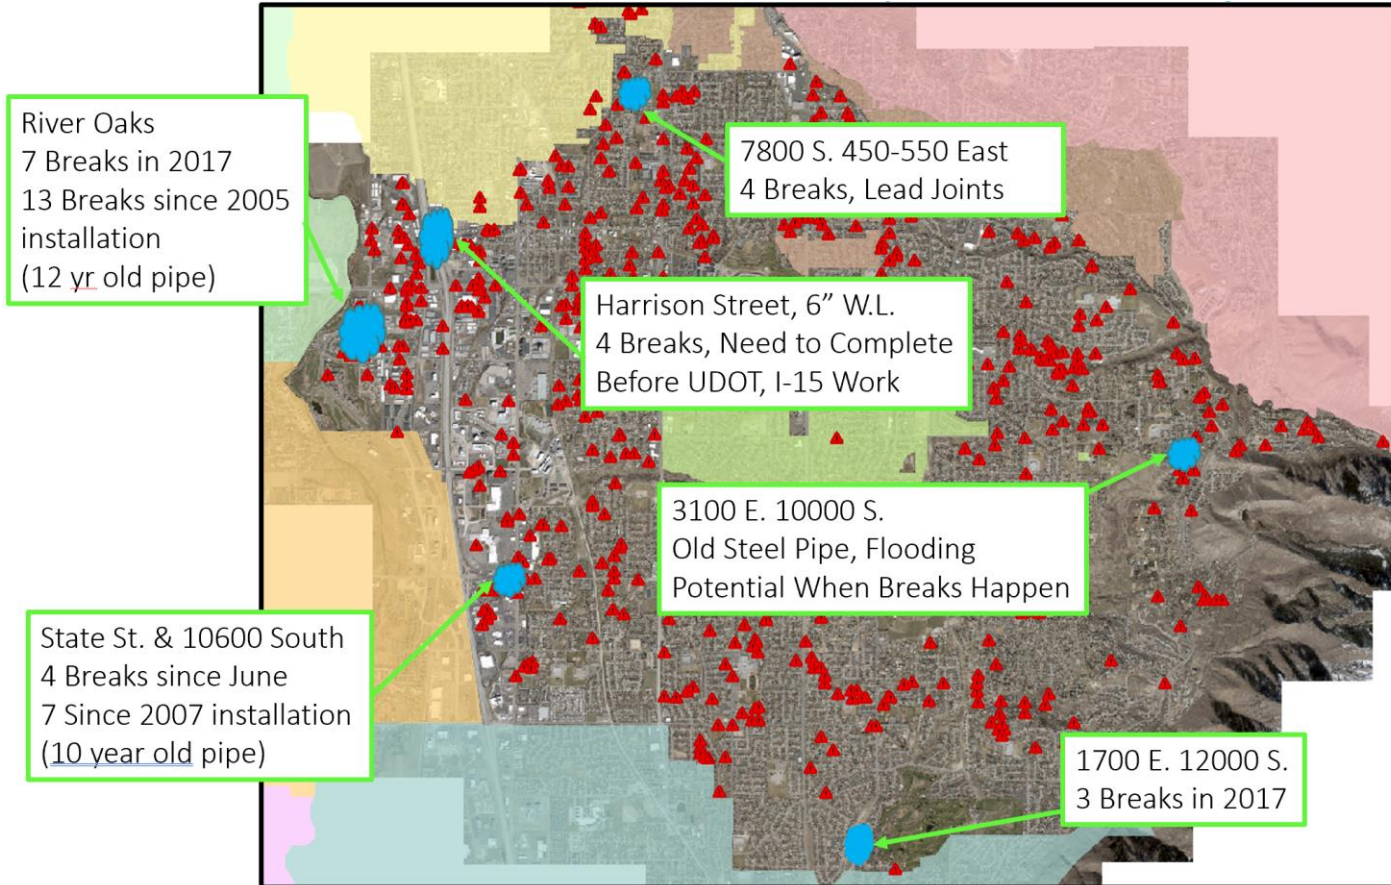 River Oaks
7 Breaks in 2017
13 Breaks since 2005
installation
(12 yr old pipe)
7800 S. 450-550 East
4 Breaks, Lead Joints
Harrison Street, 6” W.L.
4 Breaks, Need to Complete
Before UDOT, I-15 Work
3100 E. 10000 S.
Old Steel Pipe, Flooding
Potential When Breaks Happen
State St. & 10600 South
4 Breaks since June
7 Since 2007 installation
(10 year old pipe)
1700 E. 12000 S.
3 Breaks in 2017